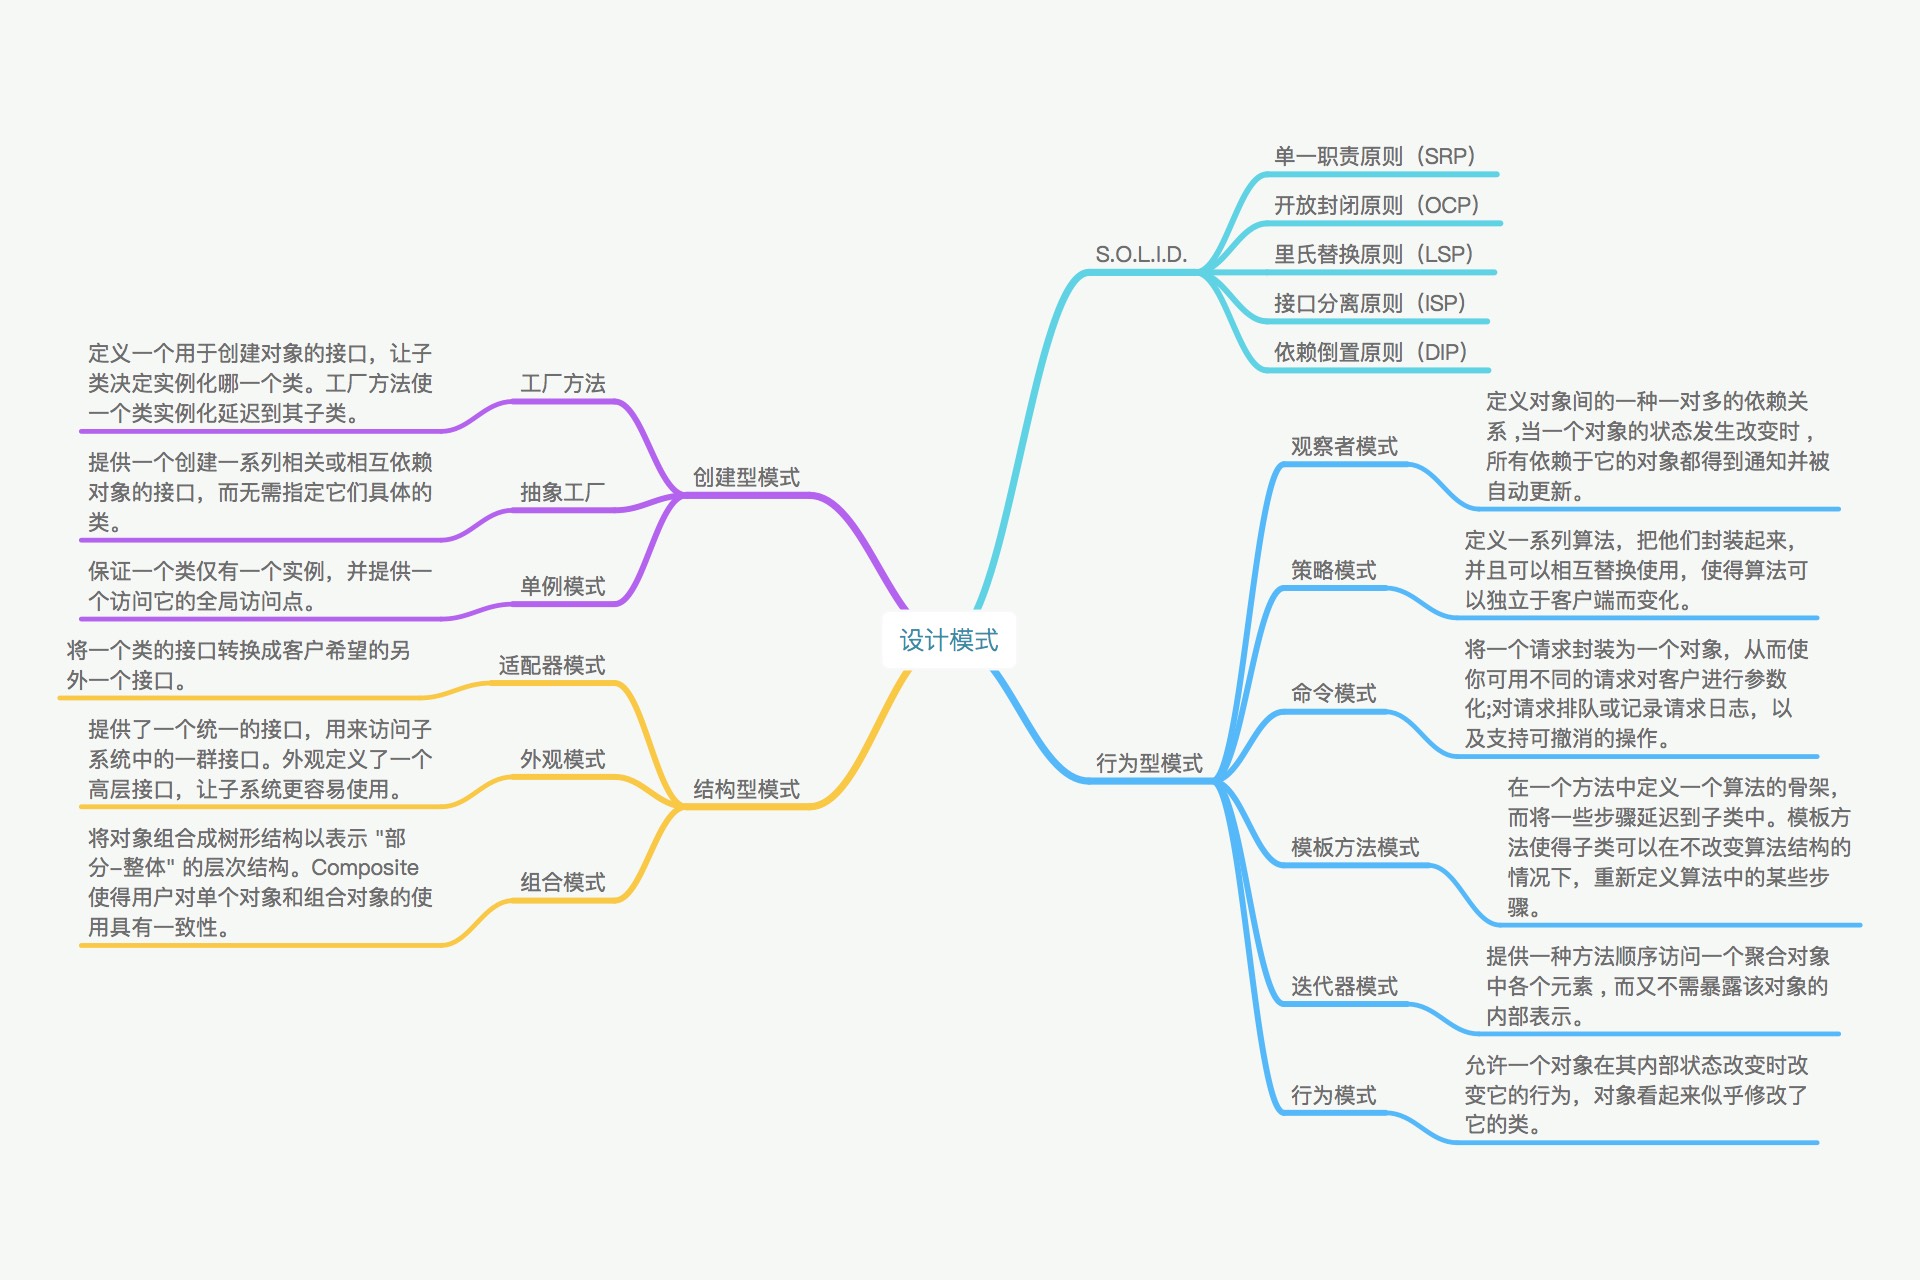 设计模式
S.O.L.I.D.
单一职责原则（SRP）
开放封闭原则（OCP）
里氏替换原则（LSP）
接口分离原则（ISP）
依赖倒置原则（DIP）
行为型模式
观察者模式
定义对象间的一种一对多的依赖关
系 ,当一个对象的状态发生改变时 ,
所有依赖于它的对象都得到通知并被
自动更新。
策略模式
定义一系列算法，把他们封装起来，
并且可以相互替换使用，使得算法可
以独立于客户端而变化。
命令模式
将一个请求封装为一个对象，从而使
你可用不同的请求对客户进行参数
化;对请求排队或记录请求日志，以
及支持可撤消的操作。
模板方法模式
在一个方法中定义一个算法的骨架，
而将一些步骤延迟到子类中。模板方
法使得子类可以在不改变算法结构的
情况下，重新定义算法中的某些步
骤。
迭代器模式
提供一种方法顺序访问一个聚合对象
中各个元素 , 而又不需暴露该对象的
内部表示。
行为模式
允许一个对象在其内部状态改变时改
变它的行为，对象看起来似乎修改了
它的类。
创建型模式
工厂方法
定义一个用于创建对象的接口，让子
类决定实例化哪一个类。工厂方法使
一个类实例化延迟到其子类。
抽象工厂
提供一个创建一系列相关或相互依赖
对象的接口，而无需指定它们具体的
类。
单例模式
保证一个类仅有一个实例，并提供一
个访问它的全局访问点。
结构型模式
适配器模式
将一个类的接口转换成客户希望的另
外一个接口。
外观模式
提供了一个统一的接口，用来访问子
系统中的一群接口。外观定义了一个
高层接口，让子系统更容易使用。
组合模式
将对象组合成树形结构以表示 "部
分-整体" 的层次结构。Composite
使得用户对单个对象和组合对象的使
用具有一致性。